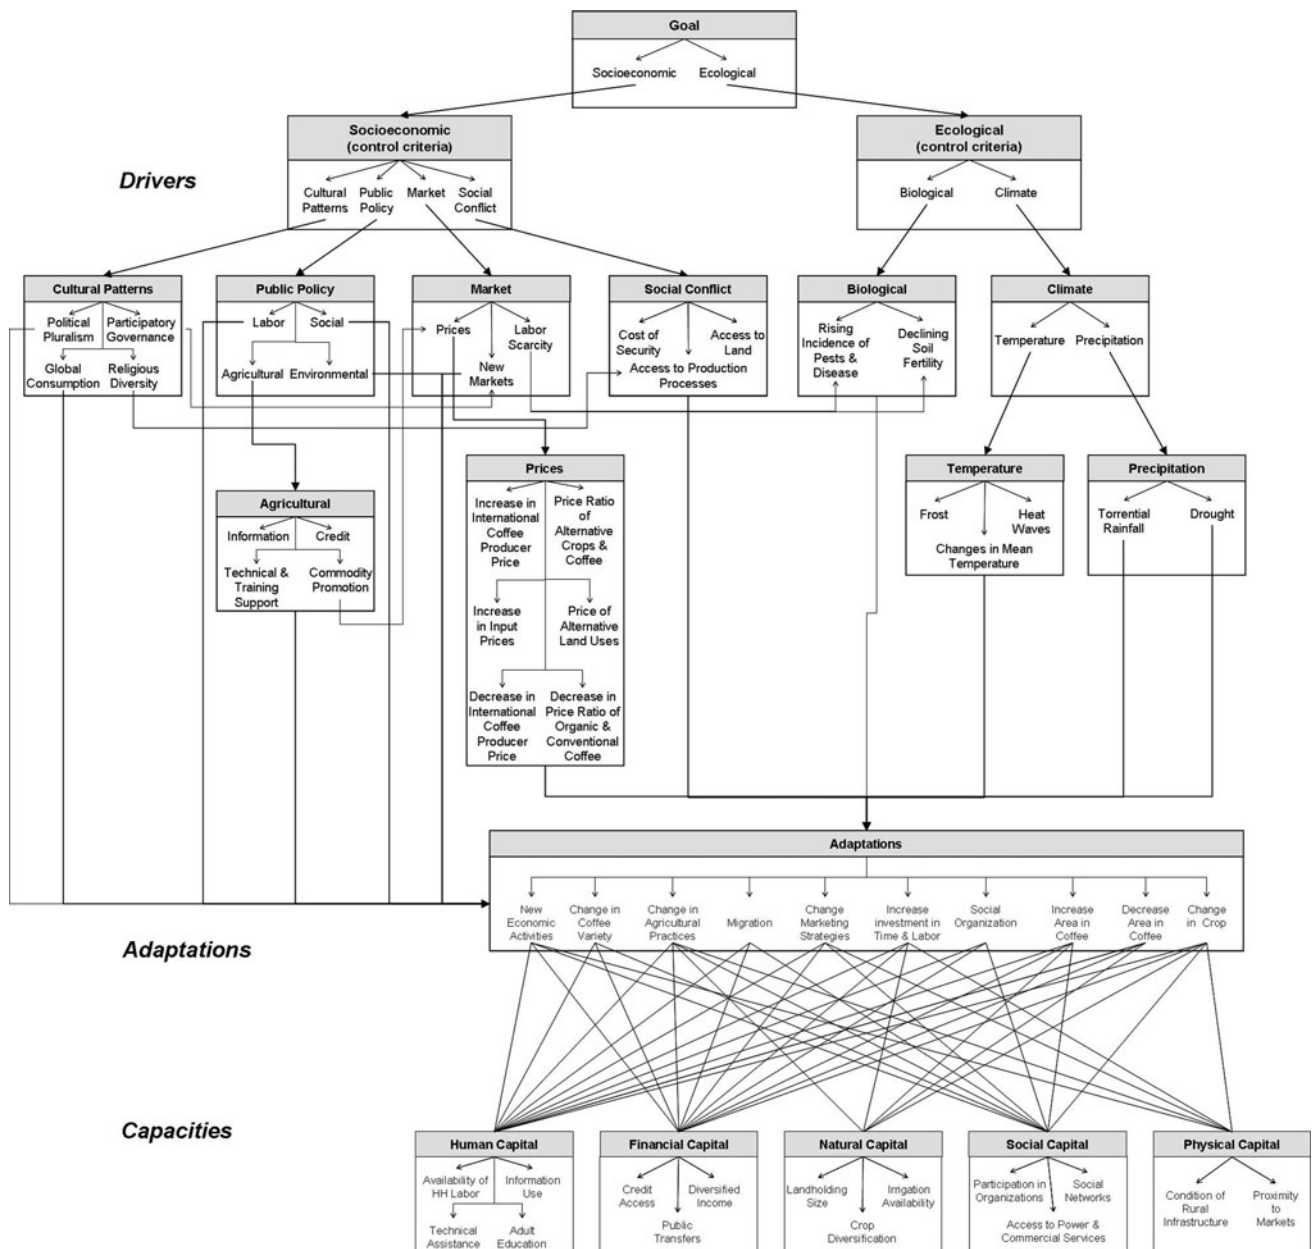 Goal
Socioeconomic
Ecological
Drivers
Socioeconomic
(control criteria)
Cultural
Patterns
Public
Policy
Market
Social
Conflict
Ecological
(control criteria)
Biological
Climate
Cultural Patterns
Political
Pluralism
Participatory
Governance
Global
Consumption
Religious
Diversity
Public Policy
Labor
Social
Agricultural
Environmental
Market
Prices
Labor
Scarcity
New
Markets
Social Conflict
Cost of
Security
Access to
Land
Access to Production
Processes
Biological
Rising
Incidence of
Pests &
Disease
Declining
Soil
Fertility
Climate
Temperature
Precipitation
Agricultural
Information
Credit
Technical &
Training
Support
Commodity
Promotion
Prices
Increase in
International
Coffee
Producer
Price
Price Ratio
of
Alternative
Crops &
Coffee
Increase
in Input
Prices
Price of
Alternative
Land Uses
Decrease in
International
Coffee
Producer
Price
Decrease in
Price Ratio of
Organic &
Conventional
Coffee
Temperature
Frost
Heat
Waves
Changes in Mean
Temperature
Precipitation
Torrential
Rainfall
Drought
Adaptations
Adaptations
New
Economic
Activities
Change in
Coffee
Variety
Change in
Agricultural
Practices
Migration
Change
Marketing
Strategies
Increase
investment in
Time & Labor
Social
Organization
Increase
Area in
Coffee
Decrease
Area in
Coffee
Change
in Crop
Capacities
Human Capital
Availability of
HH Labor
Information
Use
Technical
Assistance
Adult
Education
Financial Capital
Credit
Access
Diversified
Income
Public
Transfers
Natural Capital
Landholding
Size
Irrigation
Availability
Crop
Diversification
Social Capital
Participation in
Organizations
Social
Networks
Access to Power &
Commercial Services
Physical Capital
Condition of
Rural
Infrastructure
Proximity
to
Markets